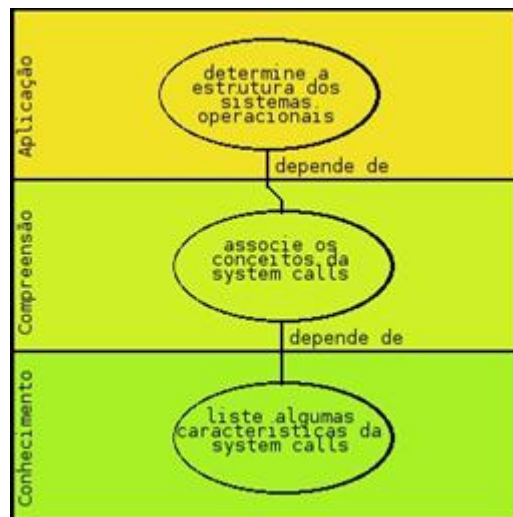 Aplicação
determine a
estrutura dos
sistemas.
operacionais
depende de
Compreensão
associe os
conceitos da
system calls
depende de
Conhecimento
liste algumas
características da
system calls